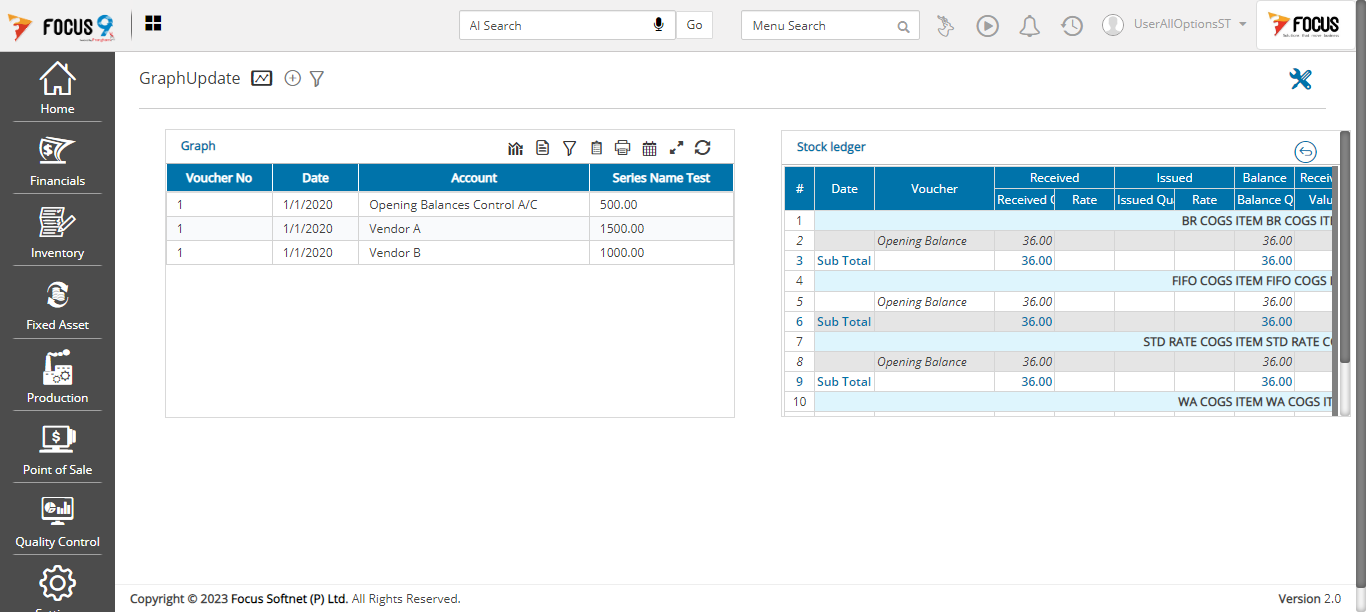 FOCUS 9
AI Search
Go
Menu Search
UserAllOptionsST
FOCUS
Home
Financials
Inventory
Fixed Asset
Production
Point of Sale
Quality Control
GraphUpdate
Graph
Voucher No Date Account Series Name Test
1 1/1/2020 Opening Balances Control A/C 500.00
1 1/1/2020 Vendor A 1500.00
1 1/1/2020 Vendor B 1000.00
Stock ledger
# Date Voucher Received Issued Balance Receiv
Received Q Rate Issued Qu Rate Balance Q Valu
1 BR COGS ITEM BR COGS ITE
2 Opening Balance 36.00 36.00
3 Sub Total 36.00 36.00
4 FIFO COGS ITEM FIFO COGS
5 Opening Balance 36.00 36.00
6 Sub Total 36.00 36.00
7 STD RATE COGS ITEM STD RATE CO
8 Opening Balance 36.00 36.00
9 Sub Total 36.00 36.00
10 WA COGS ITEM WA COGS IT
Copyright © 2023 Focus Softnet (P) Ltd. All Rights Reserved.
Version 2.0